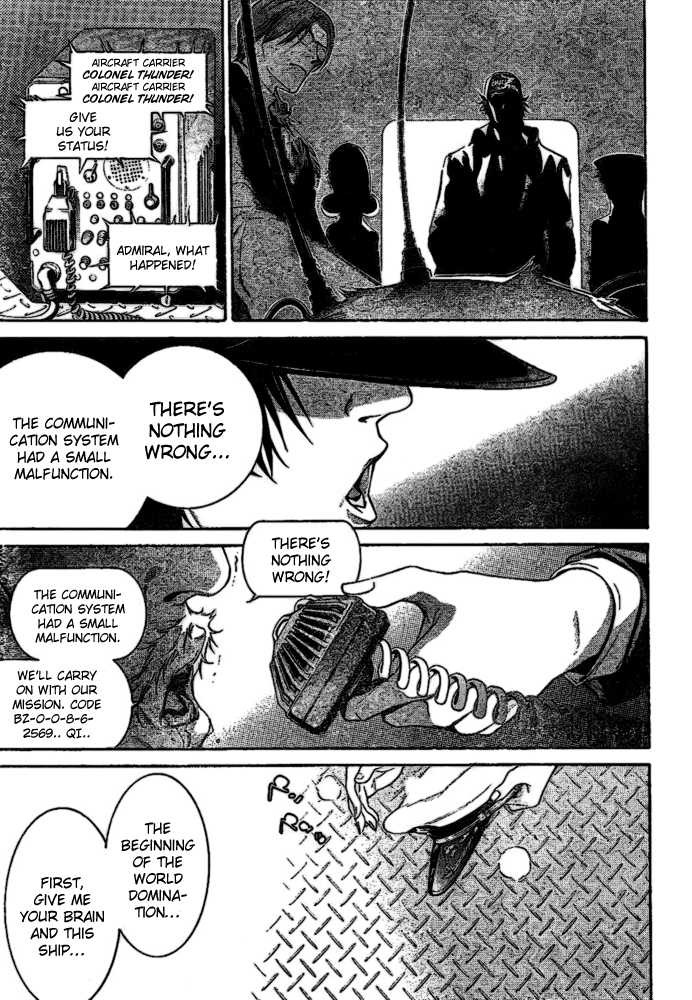 AIRCRAFT CARRIER
COLONEL THUNDER!
AIRCRAFT CARRIER
COLONEL THUNDER!
GIVE
US YOUR
STATUS!
ADMIRAL, WHAT
HAPPENED!
THERE'S
NOTHING
WRONG...
THE COMMUNI-
CATION SYSTEM
HAD A SMALL
MALFUNCTION.
THERE'S
NOTHING
WRONG!
THE COMMUNI-
CATION SYSTEM
HAD A SMALL
MALFUNCTION.
WE'LL CARRY
ON WITH OUR
MISSION. CODE
BZ-0-0-8-6-
2569.. QI..
THE
BEGINNING
OF THE
WORLD
DOMINA-
TION...
FIRST,
GIVE ME
YOUR BRAIN
AND THIS
SHIP...